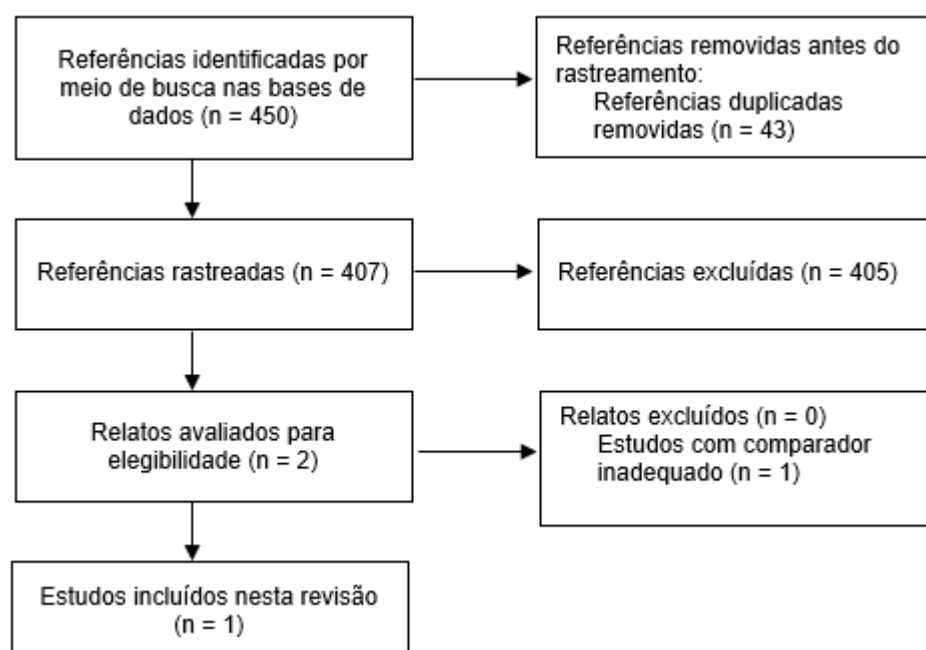 Referências identificadas por
meio de busca nas bases de
dados (n = 450)
Referências removidas antes do
rastreamento:
Referências duplicadas
removidas (n = 43)
Referências rastreadas (n = 407)
Referências excluídas (n = 405)
Relatos avaliados para
elegibilidade (n = 2)
Relatos excluídos (n = 0)
Estudos com comparador
inadequado (n = 1)
Estudos incluídos nesta revisão
(n = 1)